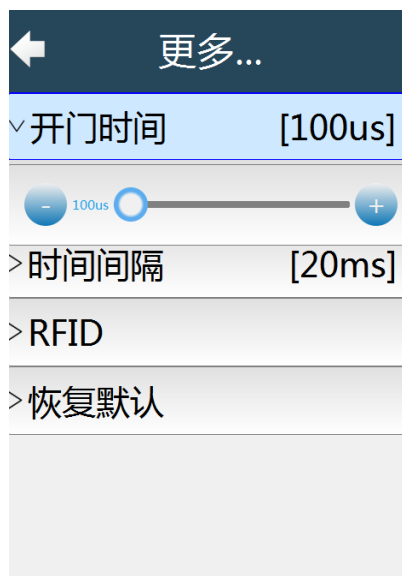 更多...
开门时间 [100us]
- 100us +
时间间隔 [20ms]
RFID
恢复默认